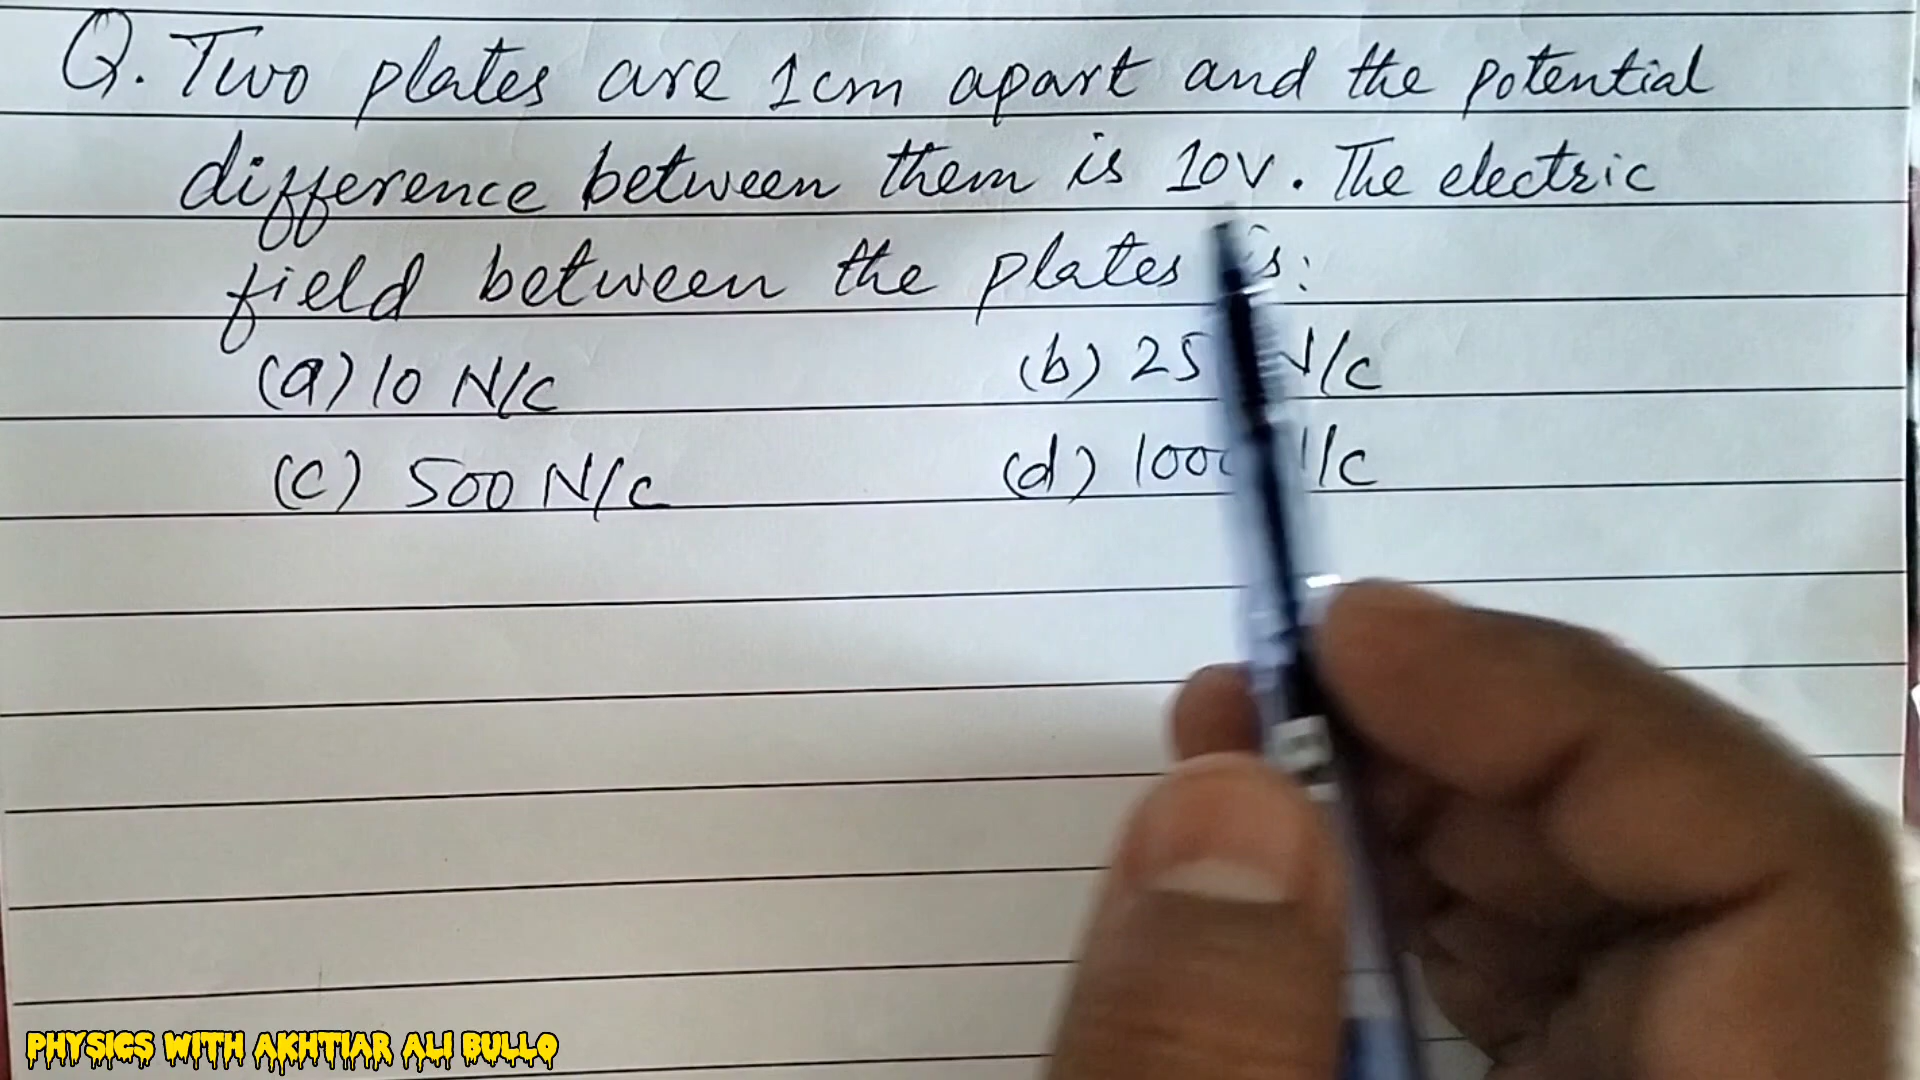 Q. Two plates are 1cm apart and the potential
difference between them is 10V. The electric
field between the plates is:
(a) 10 N/C
(b) N/C
(c) 500 N/C
(d) /C
PHYSICS WITH AKHTIAR ALI BULLO